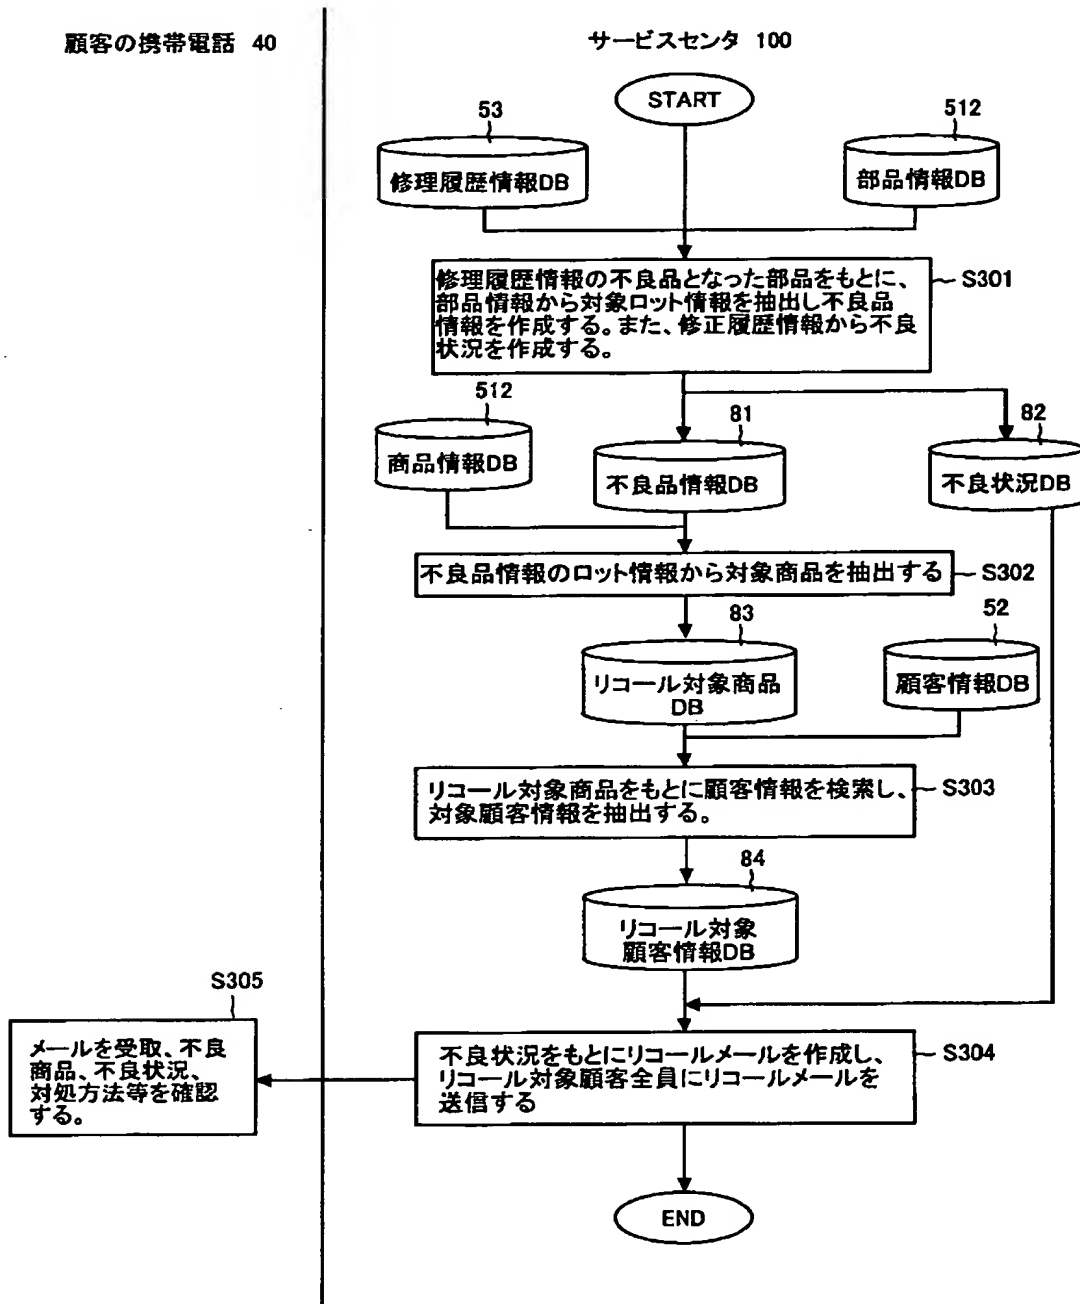 顧客の携帯電話 40
サービスセンタ 100
START
53
修理履歴情報DB
512
部品情報DB
修理履歴情報の不良品となった部品をもとに、
部品情報から対象ロット情報を抽出し不良品
情報を作成する。また、修正履歴情報から不良
状況を作成する。
S301
512
商品情報DB
81
不良品情報DB
82
不良状況DB
不良品情報のロット情報から対象商品を抽出する
S302
83
リコール対象商品
DB
52
顧客情報DB
リコール対象商品をもとに顧客情報を検索し、
対象顧客情報を抽出する。
S303
84
リコール対象
顧客情報DB
S305
メールを受取、不良
商品、不良状況、
対処方法等を確認
する。
不良状況をもとにリコールメールを作成し、
リコール対象顧客全員にリコールメールを
送信する
S304
END